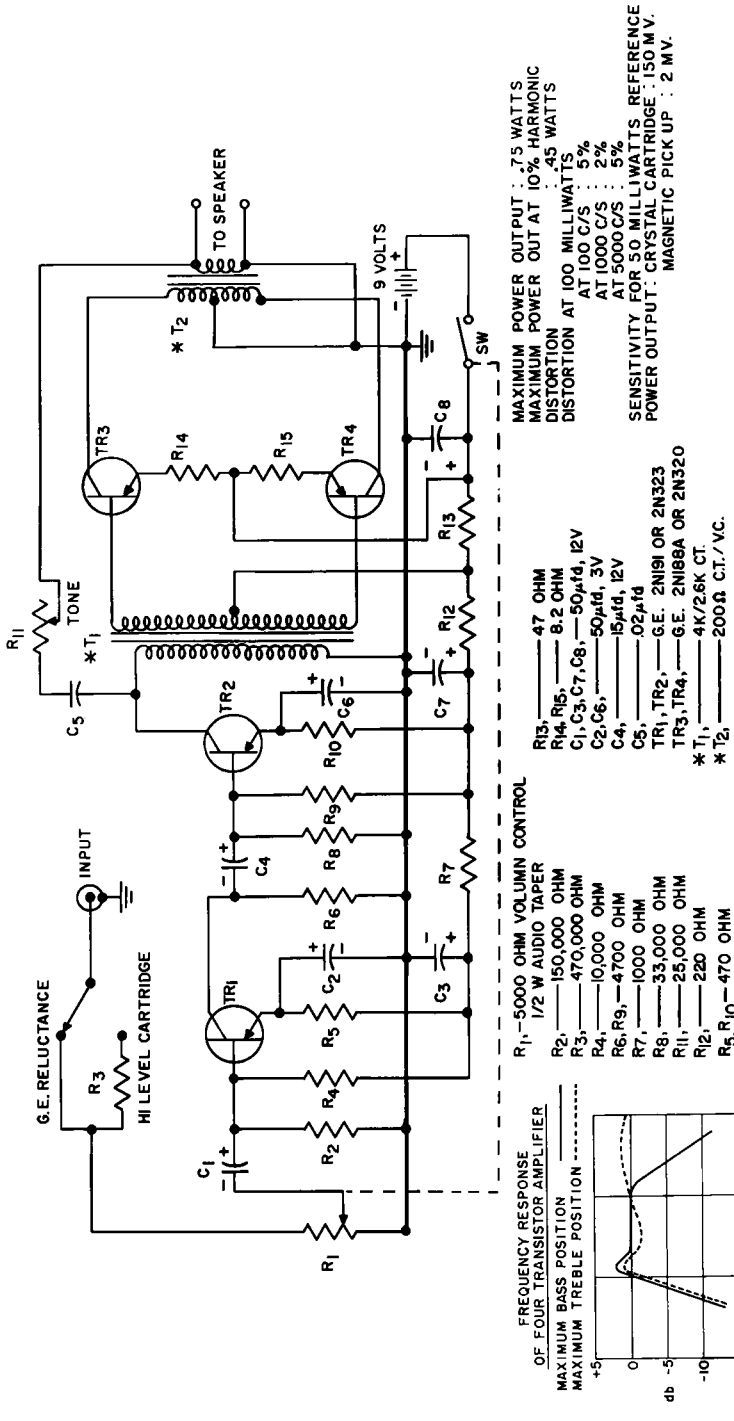 G.E. RELUCTANCE
INPUT
R3
HI LEVEL CARTRIDGE
R11
TONE
C5
*T1
*T2
TO SPEAKER
TR1
TR2
TR3
TR4
R14
R15
C1
- +
C4
- +
R1
R2
R4
R5
C2
+
-
R6
R8
R9
R10
C6
+
-
C3
-
+
R7
C7
-
+
R12
R13
C8
-
+
9 VOLTS
- +
SW
FREQUENCY RESPONSE
OF FOUR TRANSISTOR AMPLIFIER
MAXIMUM BASS POSITION
MAXIMUM TREBLE POSITION
+5
0
db -5
-10
R1,-5000 OHM VOLUMN CONTROL
1/2 W AUDIO TAPER
R2,—150,000 OHM
R3,—470,000 OHM
R4,—10,000 OHM
R6,R9,—4700 OHM
R7,—1000 OHM
R8,—33,000 OHM
R11,—25,000 OHM
R12,—220 OHM
R5,R10—470 OHM
R13,—47 OHM
R14,R15,—8.2 OHM
C1,C3,C7,C8,—50µfd, 12V
C2,C6,—50µfd, 3V
C4,—15µfd, 12V
C5,—.02µfd
TR1,TR2,—G.E. 2N191 OR 2N323
TR3,TR4,—G.E. 2N188A OR 2N320
*T1,—4K/2.6K CT.
*T2,—200Ω C.T./V.C.
MAXIMUM POWER OUTPUT : .75 WATTS
MAXIMUM POWER OUT AT 10% HARMONIC
DISTORTION : .45 WATTS
DISTORTION AT 100 MILLIWATTS
AT 100 C/S : 5%
AT 1000 C/S : 2%
AT 5000 C/S : 5%
SENSITIVITY FOR 50 MILLIWATTS REFERENCE
POWER OUTPUT: CRYSTAL CARTRIDGE : 150 MV.
MAGNETIC PICK UP : 2 MV.